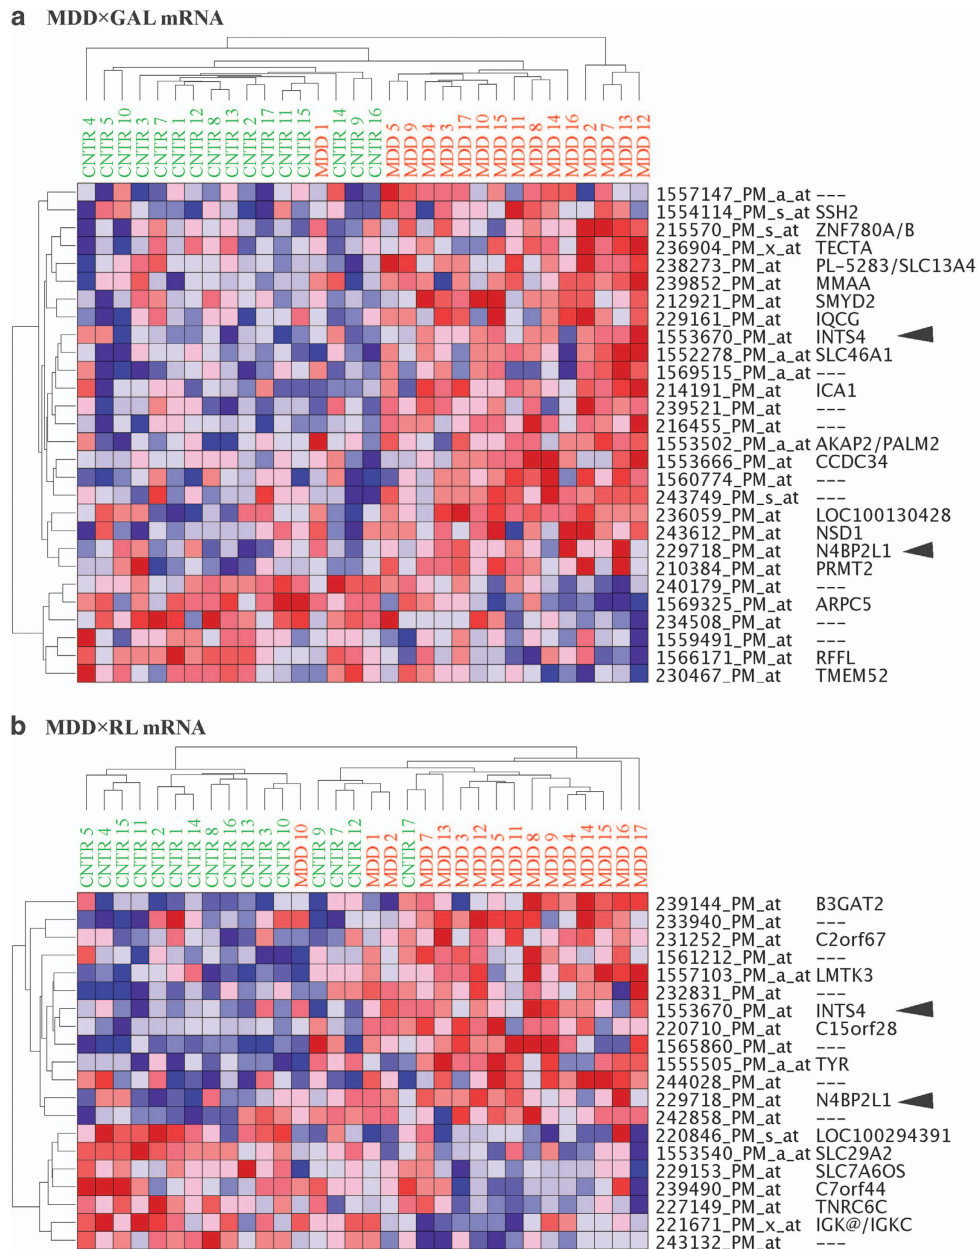 a MDD×GAL mRNA
CNTR 4
CNTR 5
CNTR 10
CNTR 3
CNTR 7
CNTR 1
CNTR 12
CNTR 8
CNTR 13
CNTR 2
CNTR 17
CNTR 11
CNTR 15
MDD 1
CNTR 14
CNTR 9
CNTR 16
MDD 5
MDD 9
MDD 4
MDD 3
MDD 17
MDD 10
MDD 15
MDD 11
MDD 8
MDD 14
MDD 16
MDD 2
MDD 7
MDD 13
MDD 12
1557147_PM_a_at ---
1554114_PM_s_at SSH2
215570_PM_s_at ZNF780A/B
236904_PM_x_at TECTA
238273_PM_at PL-5283/SLC13A4
239852_PM_at MMAA
212921_PM_at SMYD2
229161_PM_at IQCG
1553670_PM_at INTS4
1552278_PM_a_at SLC46A1
1569515_PM_a_at ---
214191_PM_at ICA1
239521_PM_at ---
216455_PM_at ---
1553502_PM_a_at AKAP2/PALM2
1553666_PM_at CCDC34
1560774_PM_at ---
243749_PM_s_at ---
236059_PM_at LOC100130428
243612_PM_at NSD1
229718_PM_at N4BP2L1
210384_PM_at PRMT2
240179_PM_at ---
1569325_PM_at ARPC5
234508_PM_at ---
1559491_PM_at ---
1566171_PM_at RFFL
230467_PM_at TMEM52
b MDD×RL mRNA
CNTR 5
CNTR 4
CNTR 15
CNTR 11
CNTR 2
CNTR 1
CNTR 14
CNTR 8
CNTR 16
CNTR 13
CNTR 3
CNTR 10
MDD 10
CNTR 9
CNTR 7
CNTR 12
MDD 1
MDD 2
CNTR 17
MDD 7
MDD 13
MDD 3
MDD 12
MDD 5
MDD 11
MDD 8
MDD 9
MDD 4
MDD 14
MDD 15
MDD 16
MDD 17
239144_PM_at B3GAT2
233940_PM_at ---
231252_PM_at C2orf67
1561212_PM_at ---
1557103_PM_a_at LMTK3
232831_PM_at ---
1553670_PM_at INTS4
220710_PM_at C15orf28
1565860_PM_at ---
1555505_PM_a_at TYR
244028_PM_at ---
229718_PM_at N4BP2L1
242858_PM_at ---
220846_PM_s_at LOC100294391
1553540_PM_a_at SLC29A2
229153_PM_at SLC7A6OS
239490_PM_at C7orf44
227149_PM_at TNRC6C
221671_PM_x_at IGK@/IGKC
243132_PM_at ---